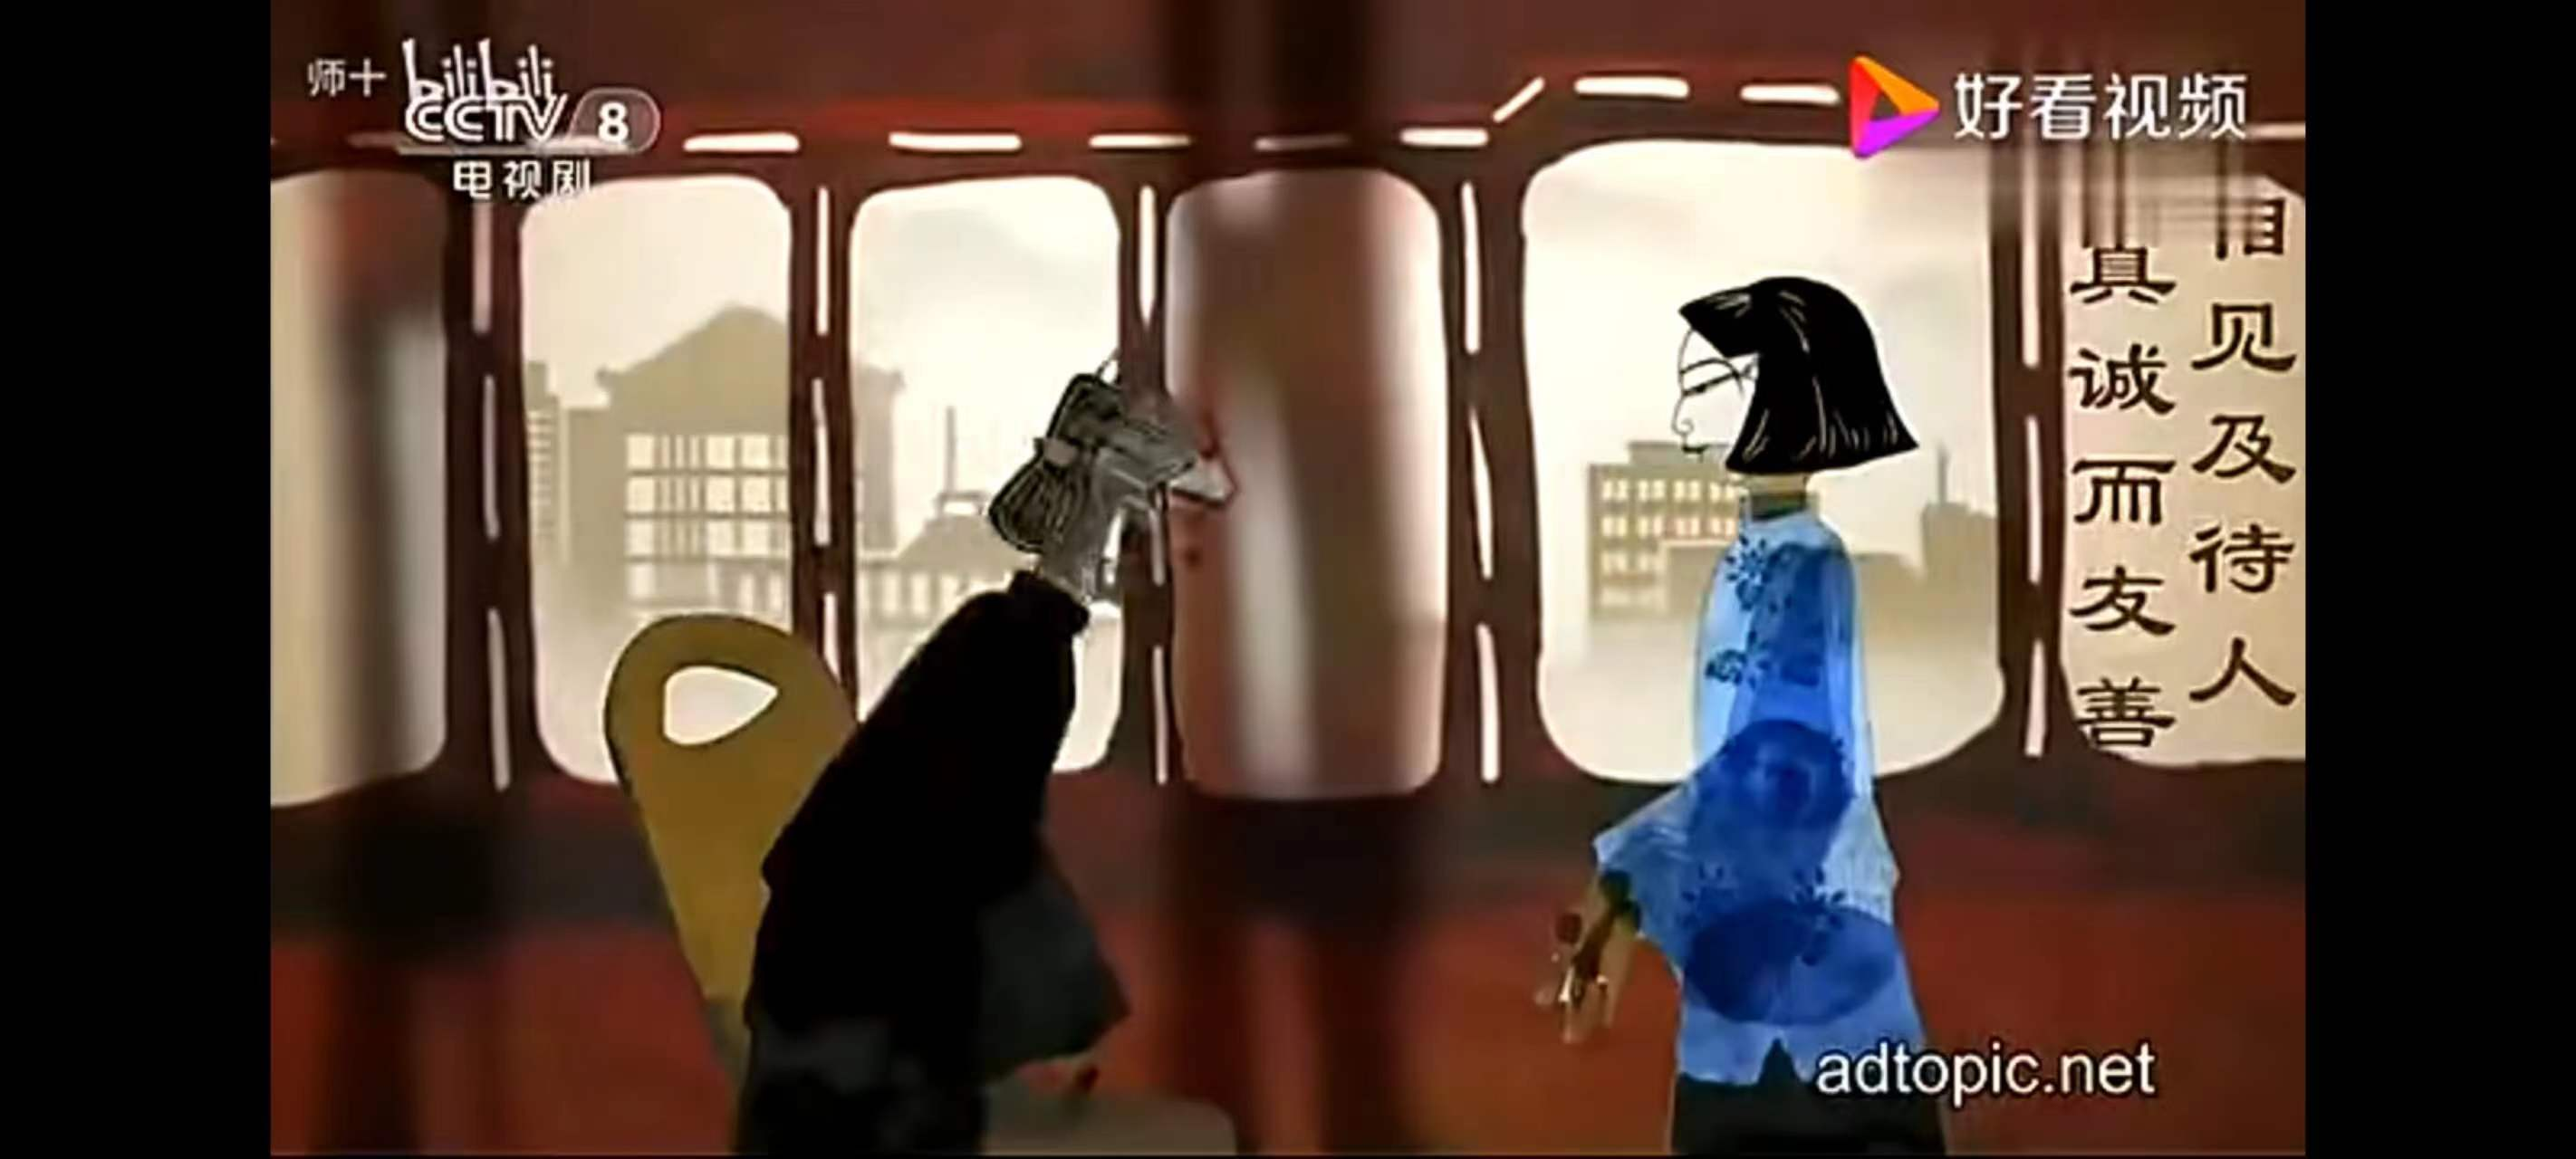 师十
bilibili
CCTV 8
电视剧
好看视频
相见及待人
真诚而友善
adtopic.net